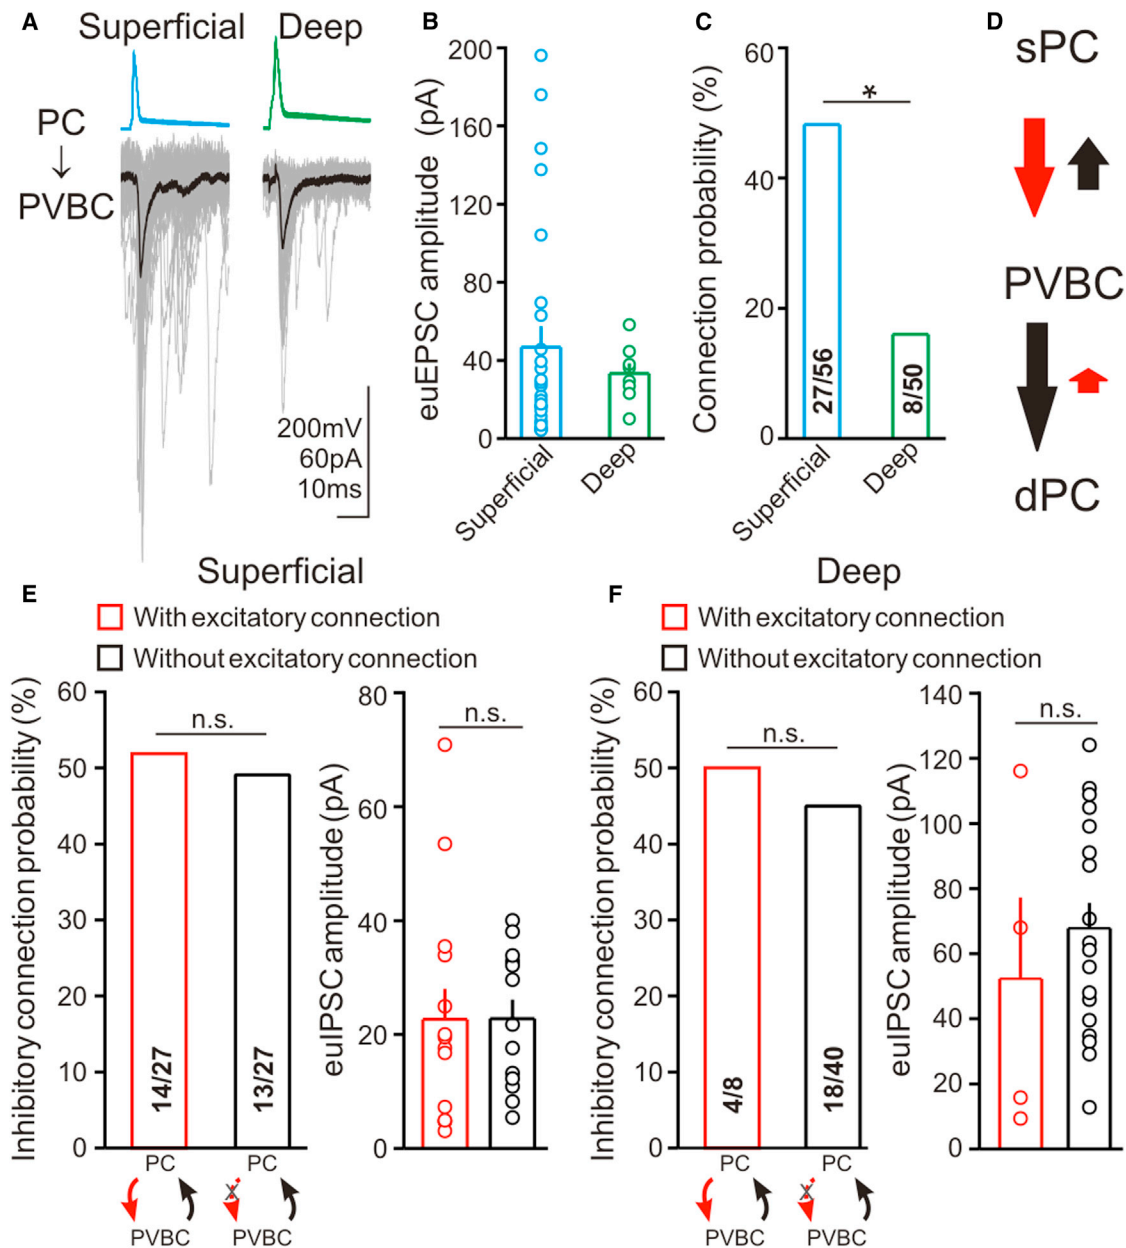 A
Superficial
Deep
PC
↓
PVBC
200mV
60pA
10ms
B
euEPSC amplitude (pA)
200
160
120
80
40
0
Superficial
Deep
C
Connection probability (%)
60
40
20
0
*
27/56
8/50
Superficial
Deep
D
sPC
PVBC
dPC
E
Superficial
With excitatory connection
Without excitatory connection
Inhibitory connection probability (%)
60
50
40
30
20
10
0
n.s.
14/27
13/27
PC
PVBC
PC
X
PVBC
euIPSC amplitude (pA)
80
60
40
20
0
n.s.
F
Deep
With excitatory connection
Without excitatory connection
Inhibitory connection probability (%)
60
50
40
30
20
10
0
n.s.
4/8
18/40
PC
PVBC
PC
X
PVBC
euIPSC amplitude (pA)
140
120
100
80
60
40
20
0
n.s.